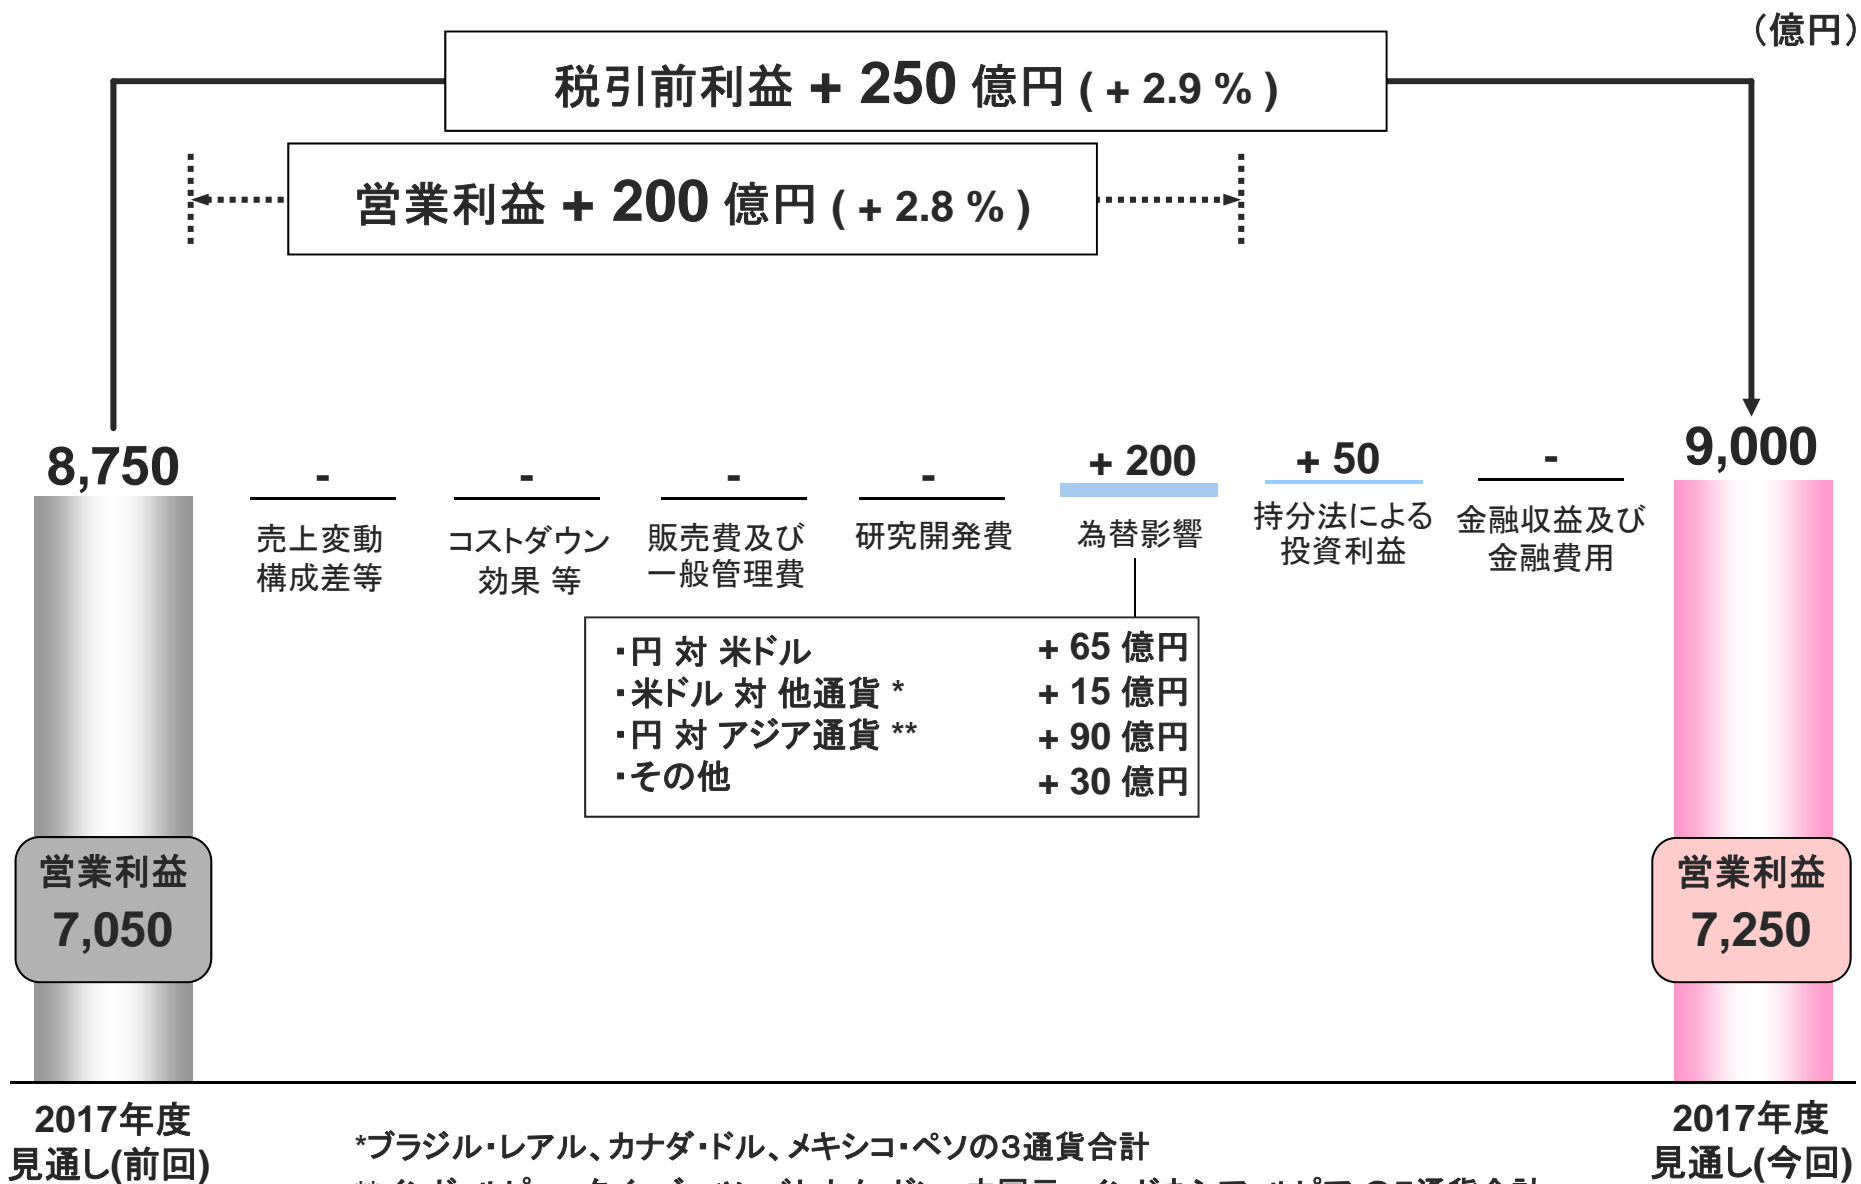 （億円）
税引前利益 + 250 億円 ( + 2.9 % )
営業利益 + 200 億円 ( + 2.8 % )
8,750
-
売上変動
構成差等
-
コストダウン
効果 等
-
販売費及び
一般管理費
-
研究開発費
+ 200
為替影響
+ 50
持分法による
投資利益
-
金融収益及び
金融費用
9,000
・円 対 米ドル + 65 億円
・米ドル 対 他通貨 * + 15 億円
・円 対 アジア通貨 ** + 90 億円
・その他 + 30 億円
営業利益
7,050
営業利益
7,250
2017年度
見通し(前回)
2017年度
見通し(今回)
*ブラジル・レアル、カナダ・ドル、メキシコ・ペソの３通貨合計